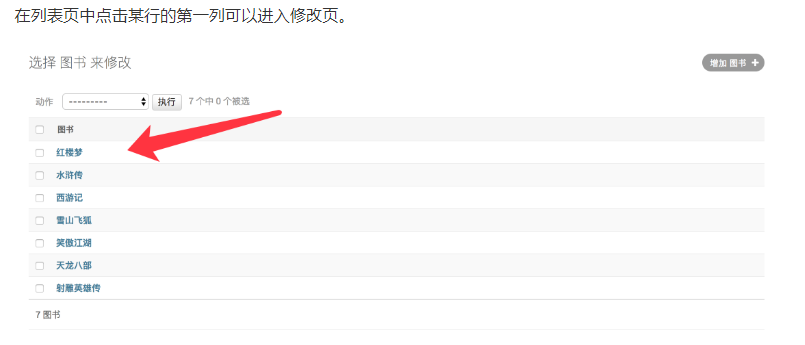 在列表页中点击某行的第一列可以进入修改页。
选择 图书 来修改
增加 图书 +
动作 --------- 执行 7 个中 0 个被选
图书
红楼梦
水浒传
西游记
雪山飞狐
笑傲江湖
天龙八部
射雕英雄传
7 图书